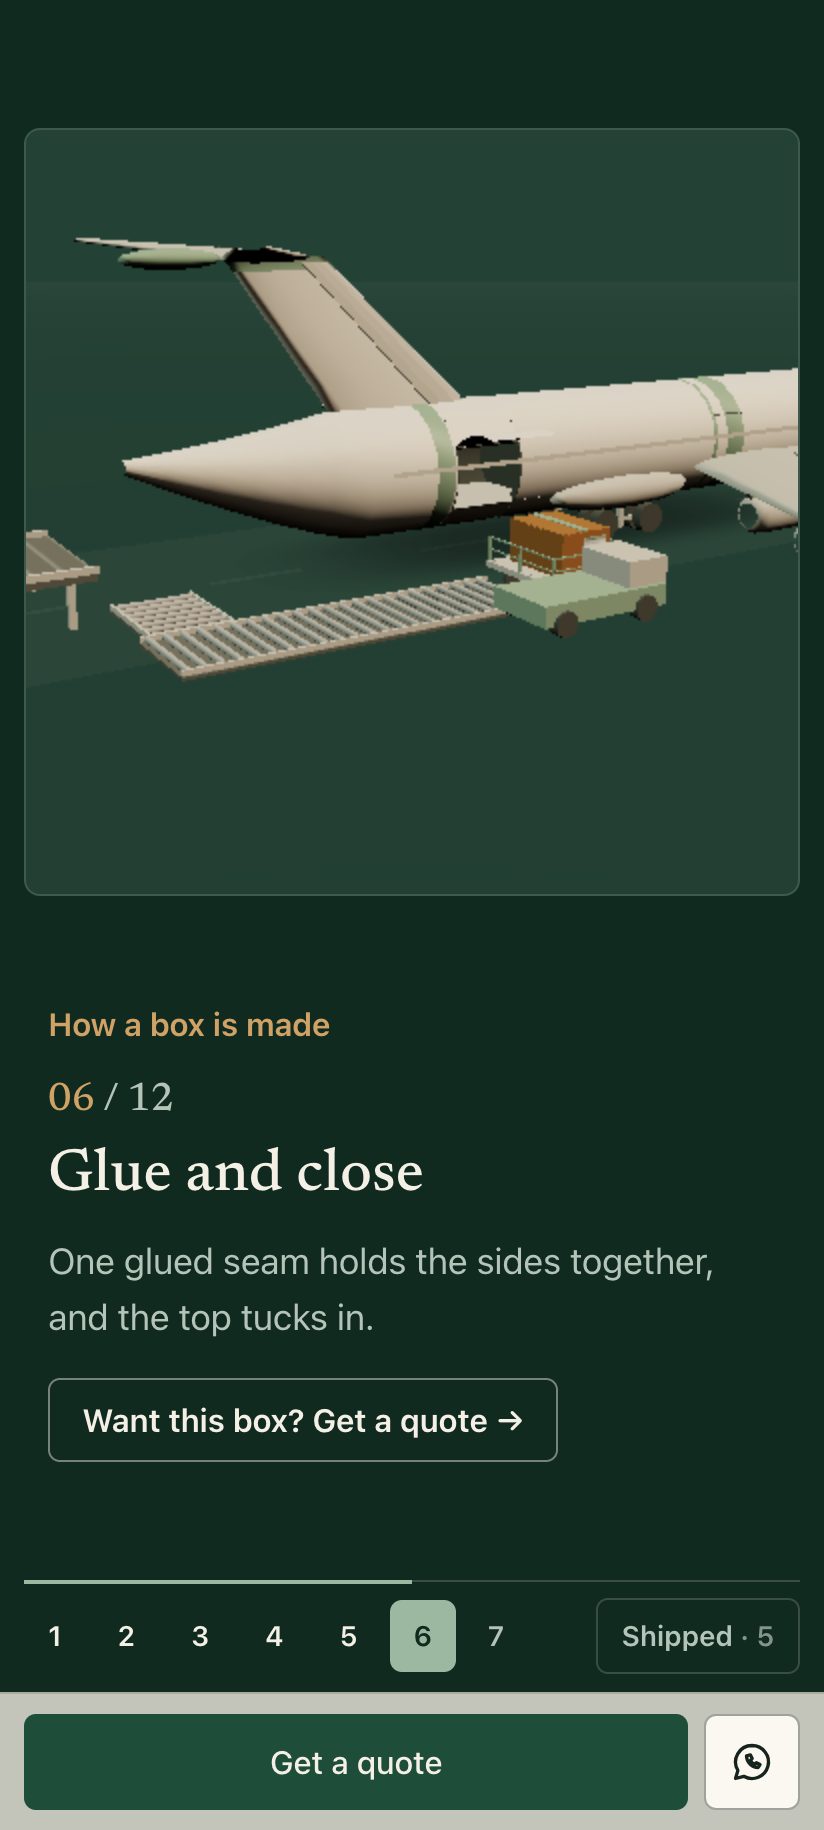 How a box is made
06 / 12
Glue and close
One glued seam holds the sides together,
and the top tucks in.
Want this box? Get a quote →
1 2 3 4 5 6 7 Shipped · 5
Get a quote